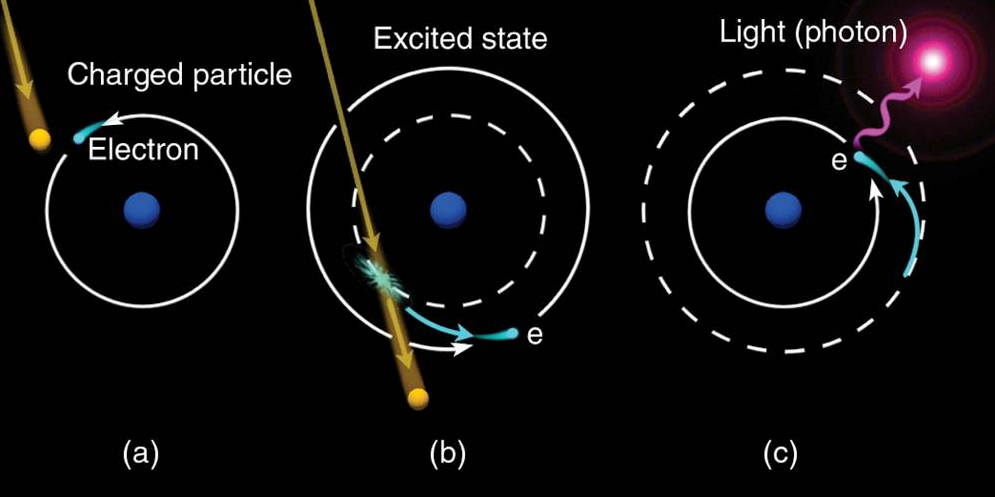 Charged particle
Electron
(a)
Excited state
e
(b)
Light (photon)
e
(c)